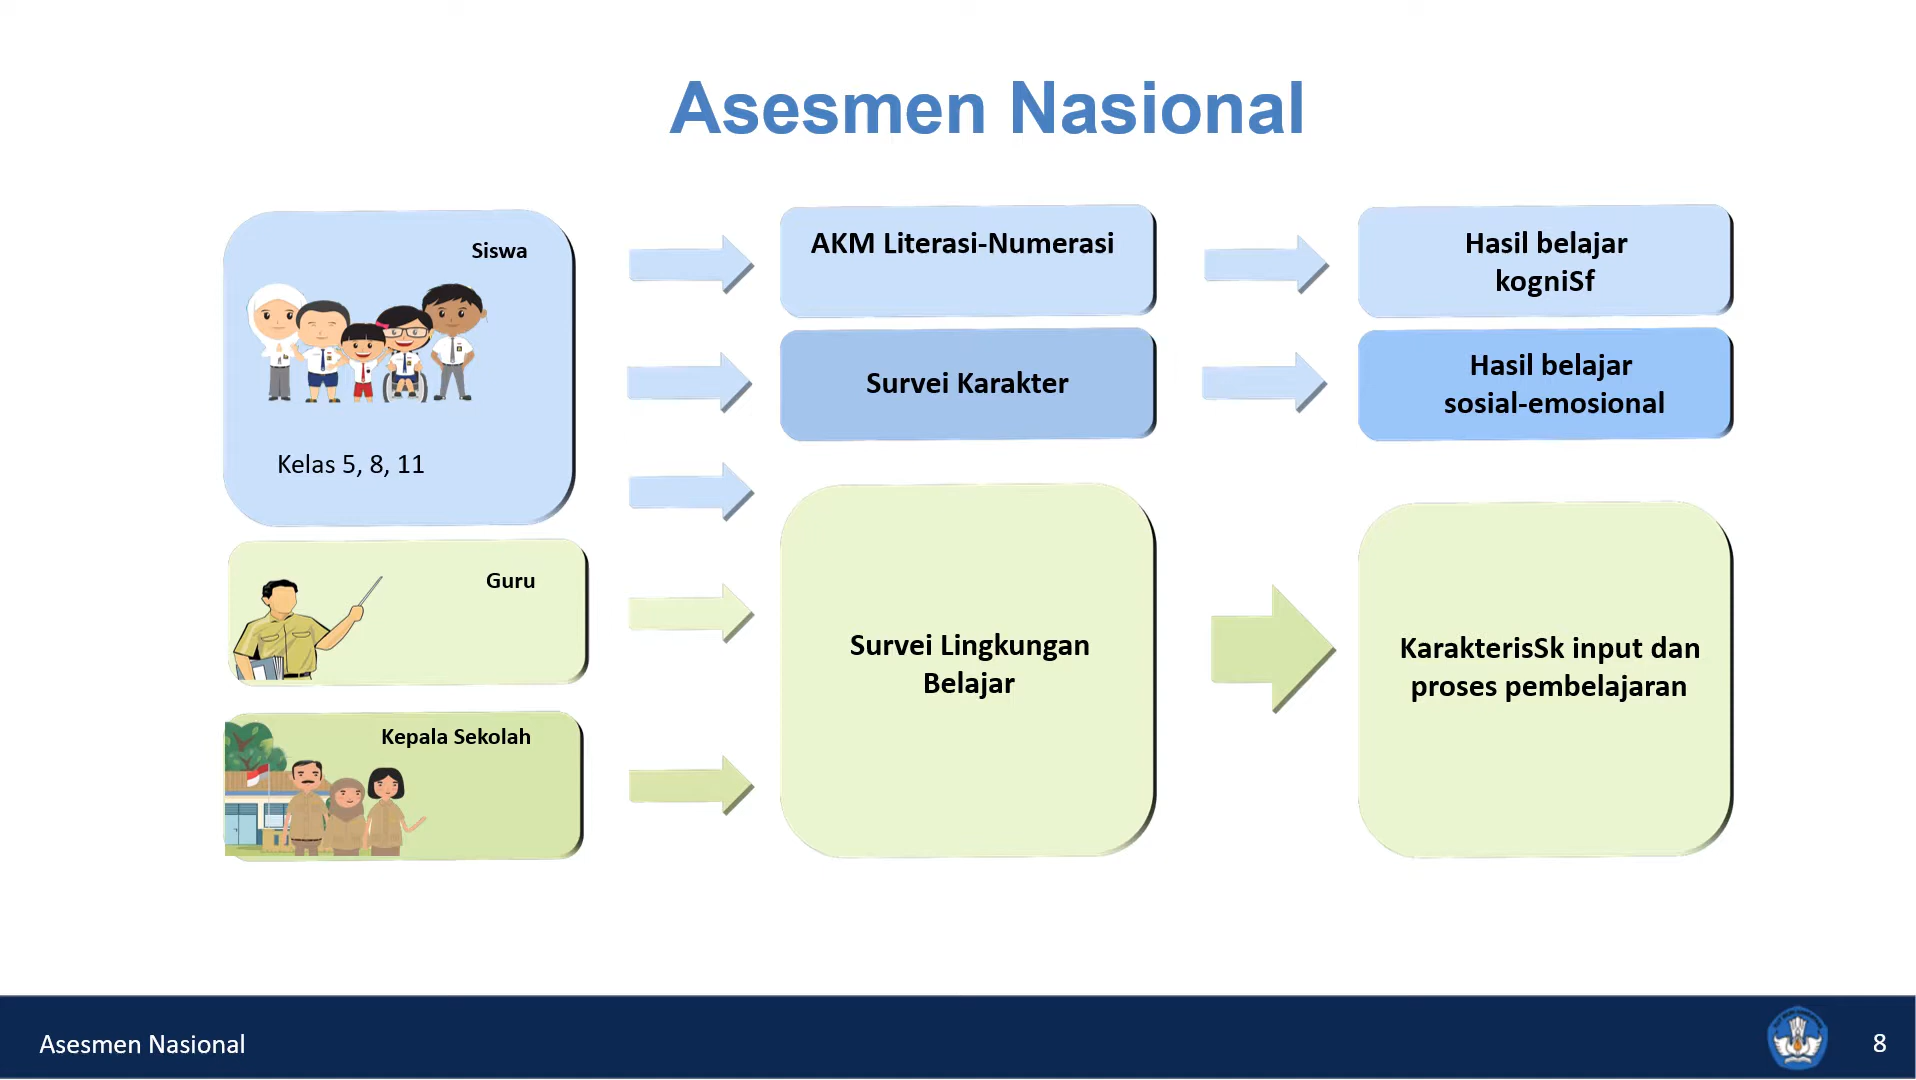 Asesmen Nasional
Siswa
Kelas 5, 8, 11
AKM Literasi-Numerasi
Hasil belajar
kogniSf
Survei Karakter
Hasil belajar
sosial-emosional
Guru
Kepala Sekolah
Survei Lingkungan
Belajar
KarakterisSk input dan
proses pembelajaran
Asesmen Nasional
8